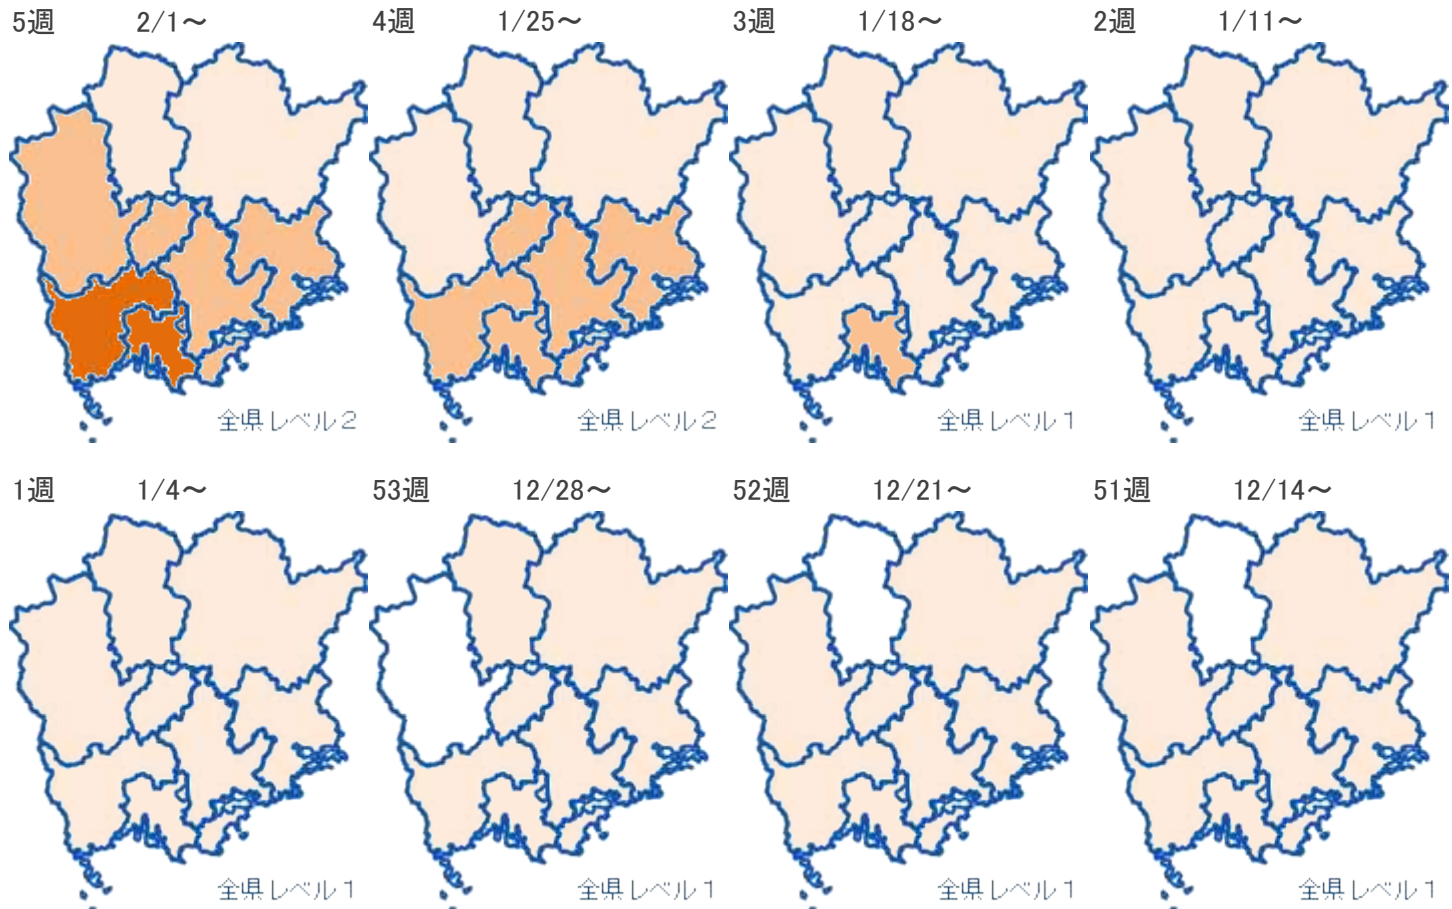 5週 2/1～
4週 1/25～
3週 1/18～
2週 1/11～
全県レベル2
全県レベル2
全県レベル1
全県レベル1
1週 1/4～
53週 12/28～
52週 12/21～
51週 12/14～
全県レベル1
全県レベル1
全県レベル1
全県レベル1